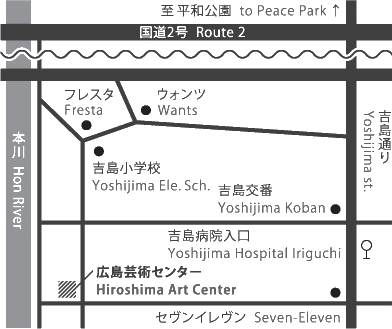 至 平和公園 to Peace Park ↑
国道2号 Route 2
フレスタ
Fresta
ウォンツ
Wants
吉島通り
Yoshijima st.
本川 Hon River
吉島小学校
Yoshijima Ele. Sch.
吉島交番
Yoshijima Koban
吉島病院入口
Yoshijima Hospital Iriguchi
広島芸術センター
Hiroshima Art Center
セヴンイレヴン Seven-Eleven